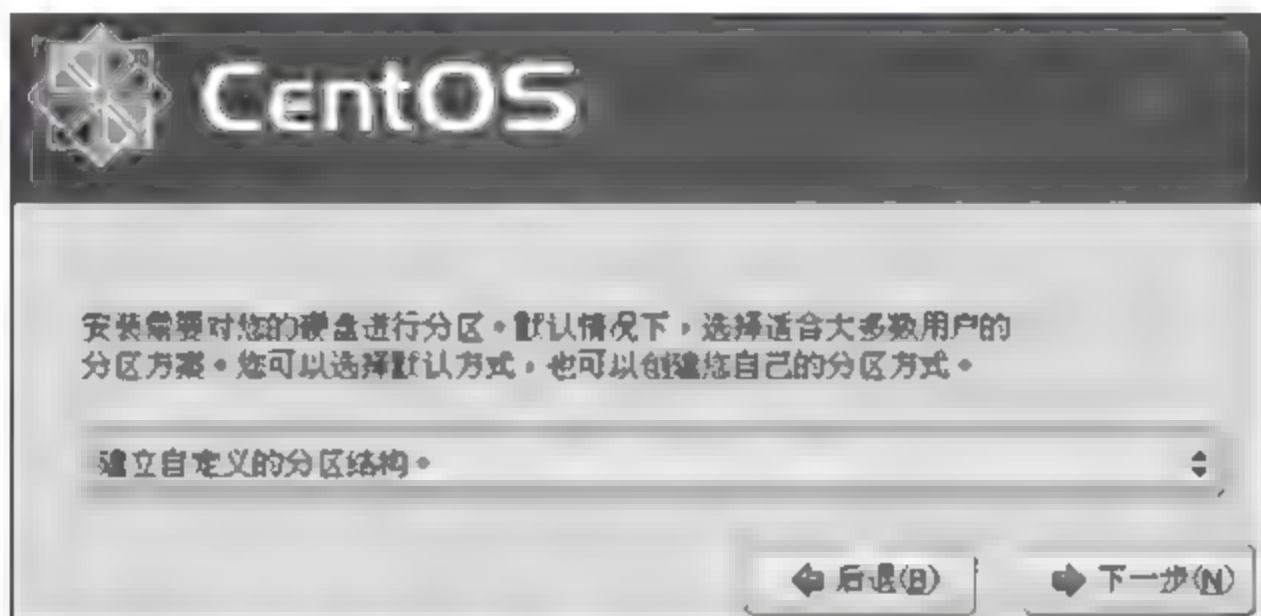 CentOS
安装需要对您的硬盘进行分区。默认情况下，选择适合大多数用户的
分区方案。您可以选择默认方式，也可以创建您自己的分区方式。
建立自定义的分区结构。
后退(B)
下一步(N)